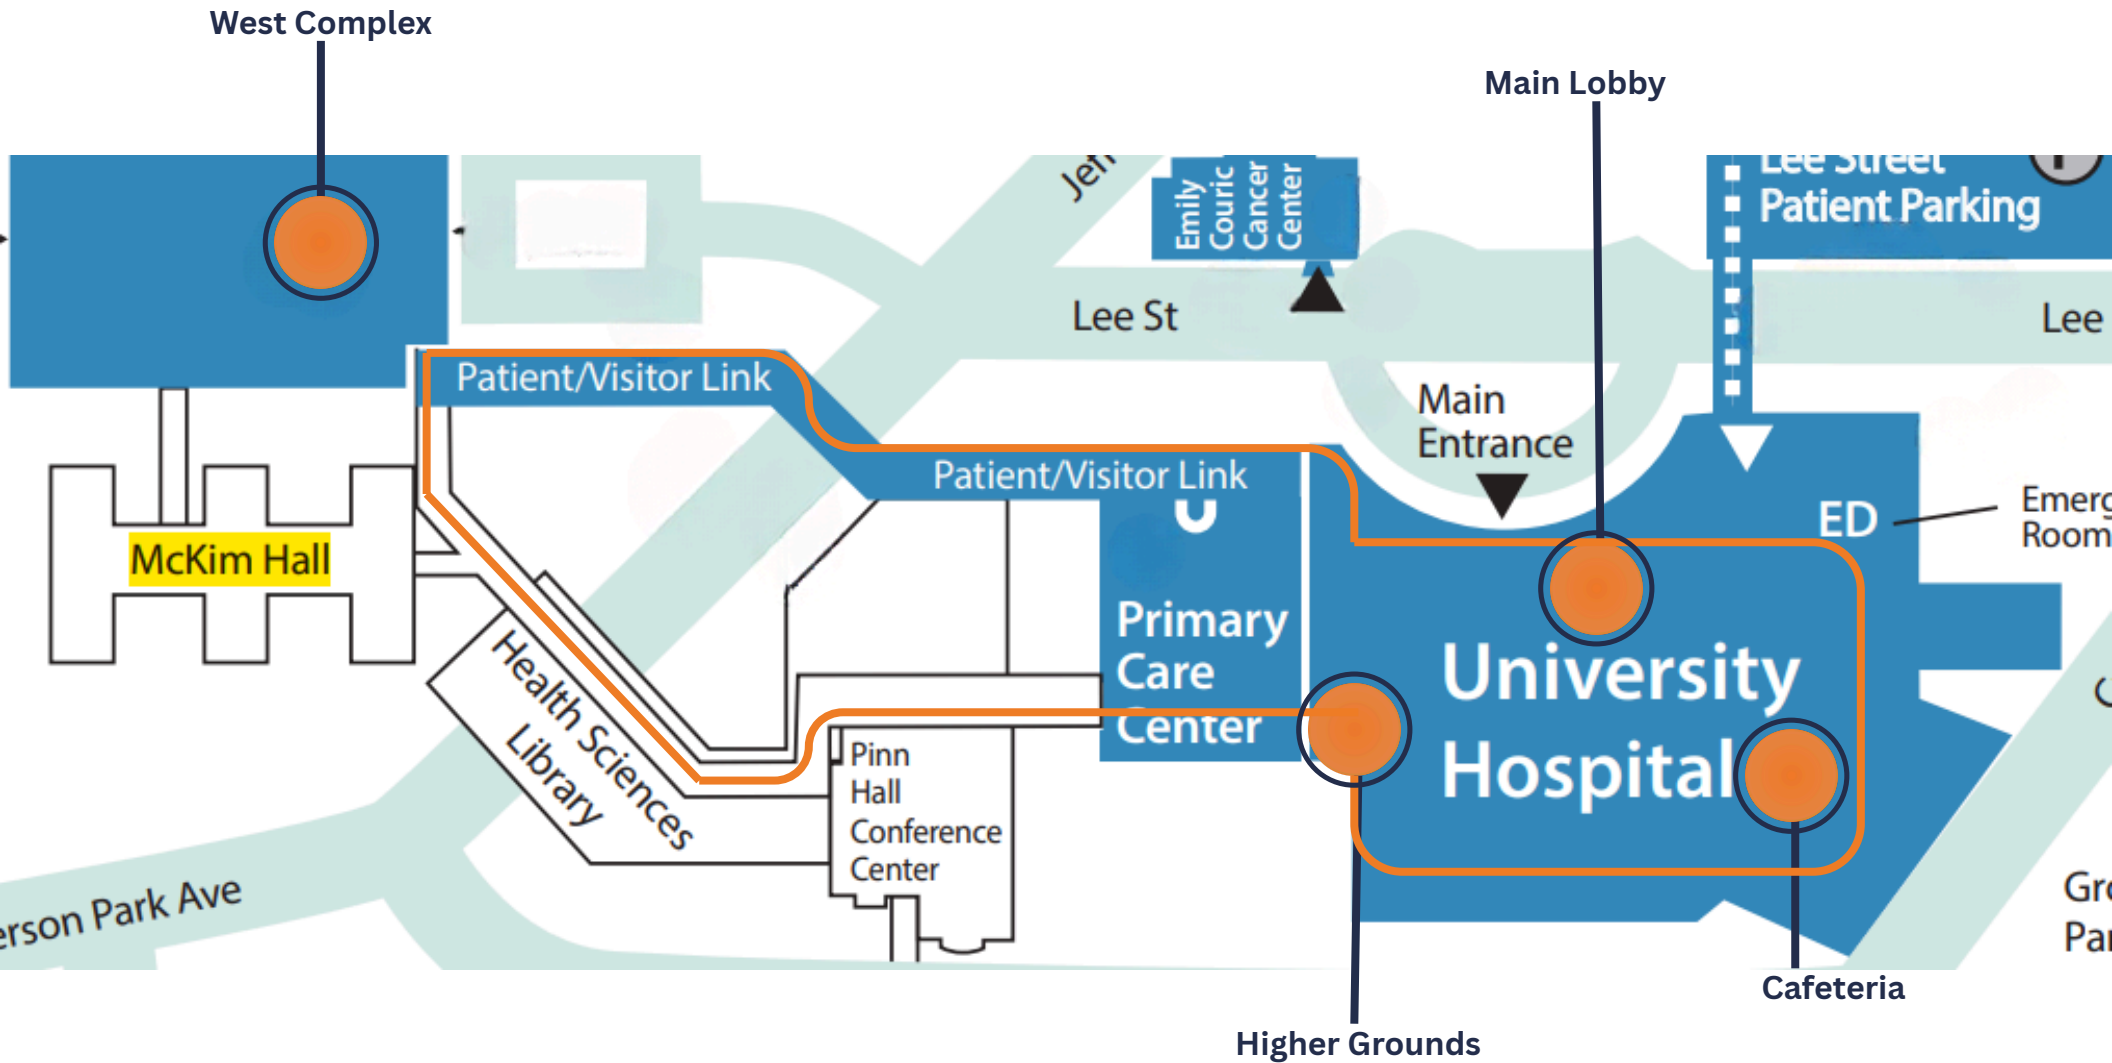 West Complex
Main Lobby
Emily
Couric
Cancer
Center
Lee Street
Patient Parking
Lee St
Lee
Patient/Visitor Link
Main
Entrance
Patient/Visitor Link
ED
McKim Hall
Primary
Care
Center
University
Hospital
Health Sciences
Library
Pinn
Hall
Conference
Center
Park Ave
Cafeteria
Higher Grounds